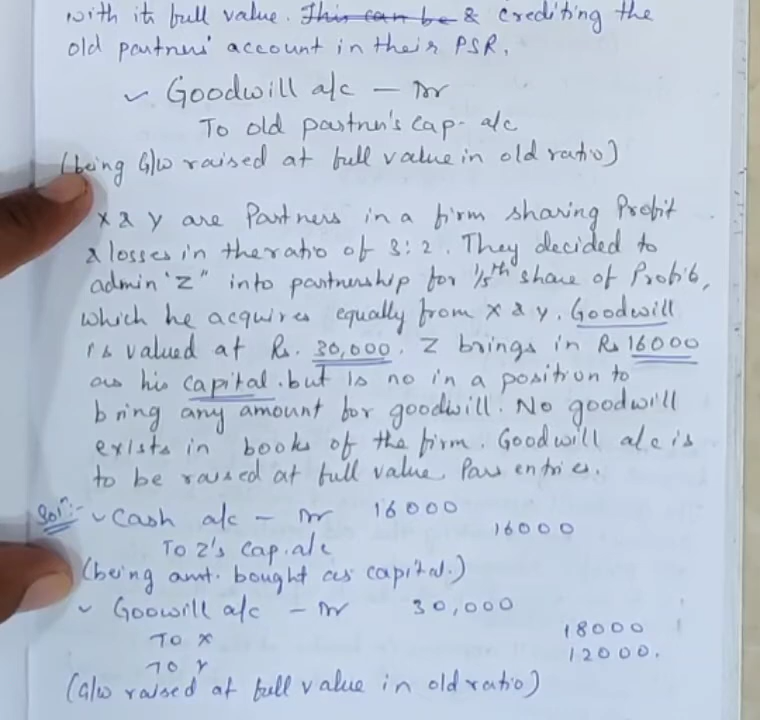 with it full value. This can be & crediting the
old partners' account in their PSR.
Goodwill a/c - Dr
To old partner's cap. a/c
(being G/w raised at full value in old ratio)
X & Y are Partners in a firm sharing Profit
& losses in the ratio of 3:2. They decided to
admin "Z" into partnership for 1/5th share of Profit,
which he acquires equally from X & Y. Goodwill
is valued at Rs. 30,000. Z brings in Rs 16000
as his capital. but is no in a position to
bring any amount for goodwill. No goodwill
exists in books of the firm. Goodwill a/c is
to be raised at full value. Pass entries.
Soln:- Cash a/c - Dr 16000
To Z's Cap. a/c 16000
(being amt. bought as capital.)
Goowill a/c - Dr 30,000
To X 18000
To Y 12000.
(G/w raised at full value in old ratio)